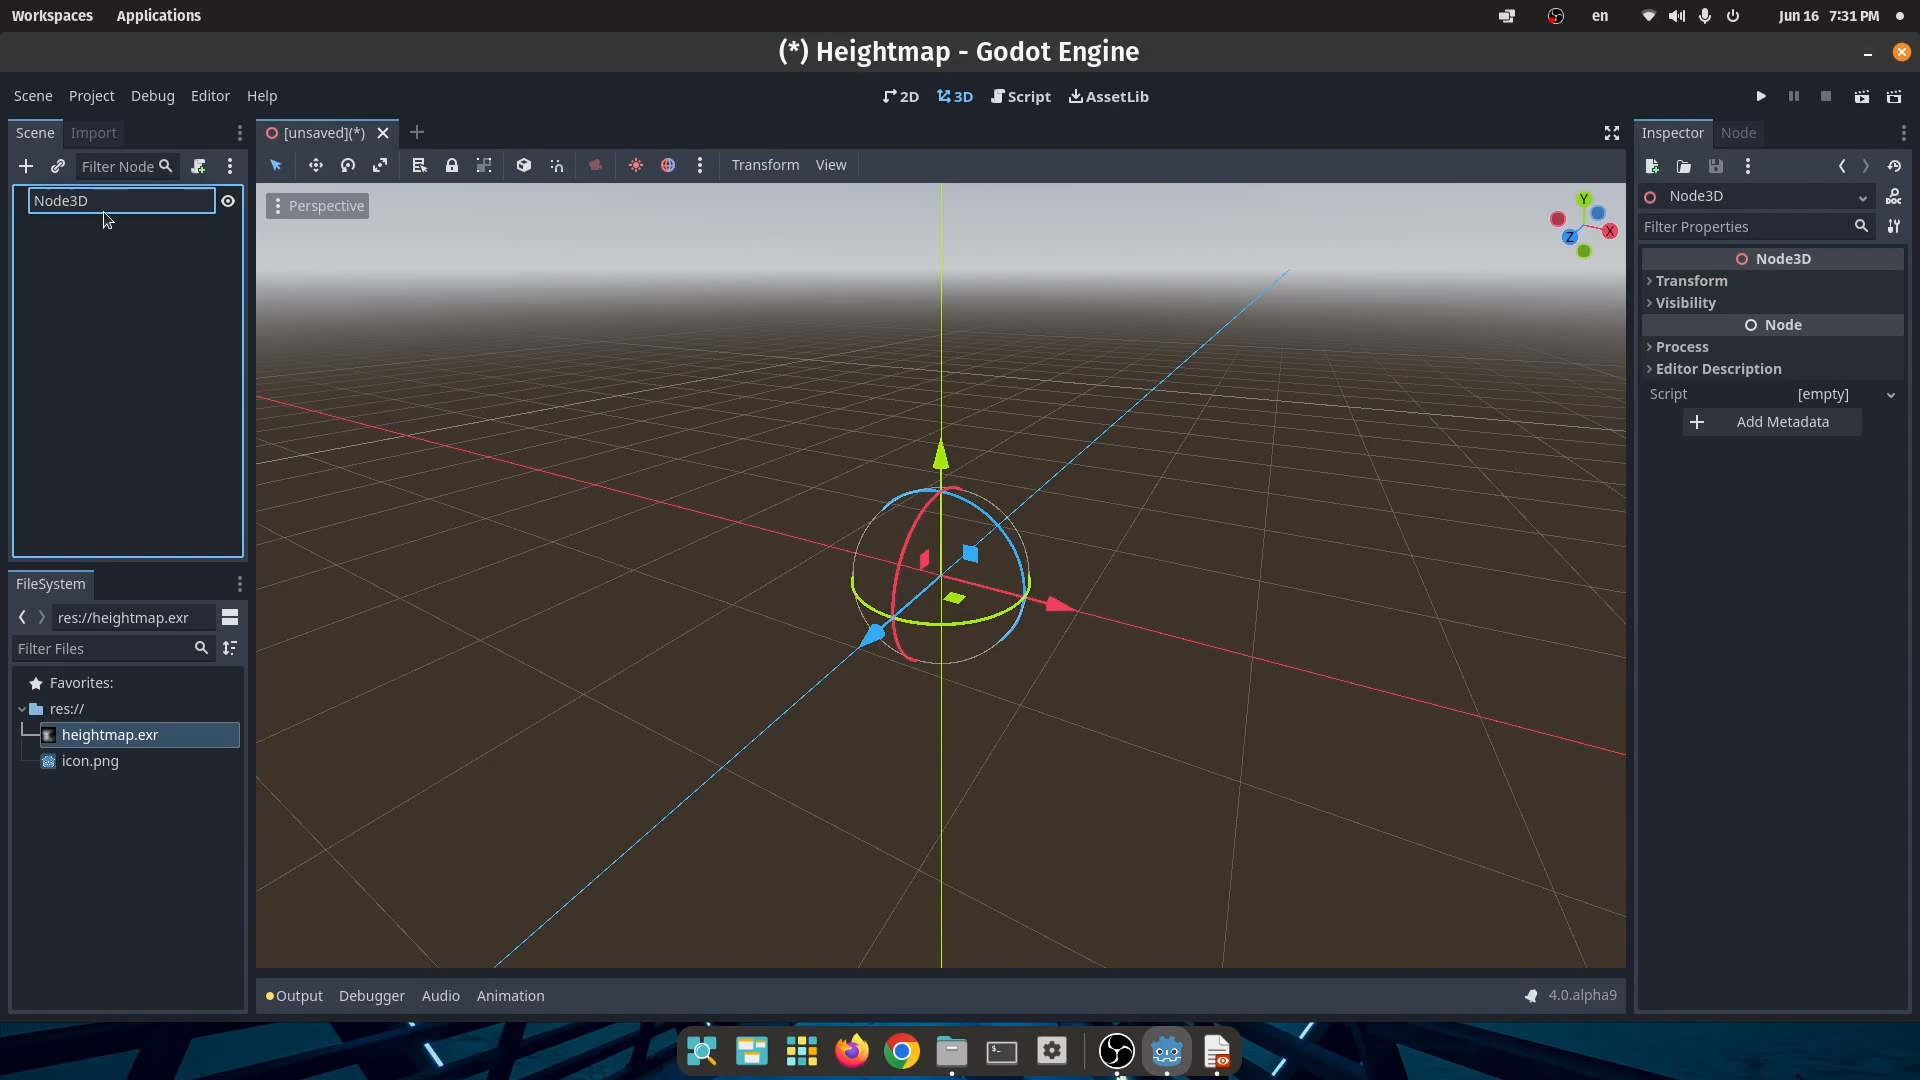 Workspaces Applications en Jun 16 7:31 PM
(*) Heightmap - Godot Engine
Scene Project Debug Editor Help 2D 3D Script AssetLib
Scene Import [unsaved](*) Inspector Node
Filter Node Transform View
Node3D
Perspective
Y
X
Z
Node3D
Filter Properties
Node3D
Transform
Visibility
Node
Process
Editor Description
Script [empty]
Add Metadata
FileSystem
res://heightmap.exr
Filter Files
Favorites:
res://
heightmap.exr
icon.png
Output Debugger Audio Animation 4.0.alpha9